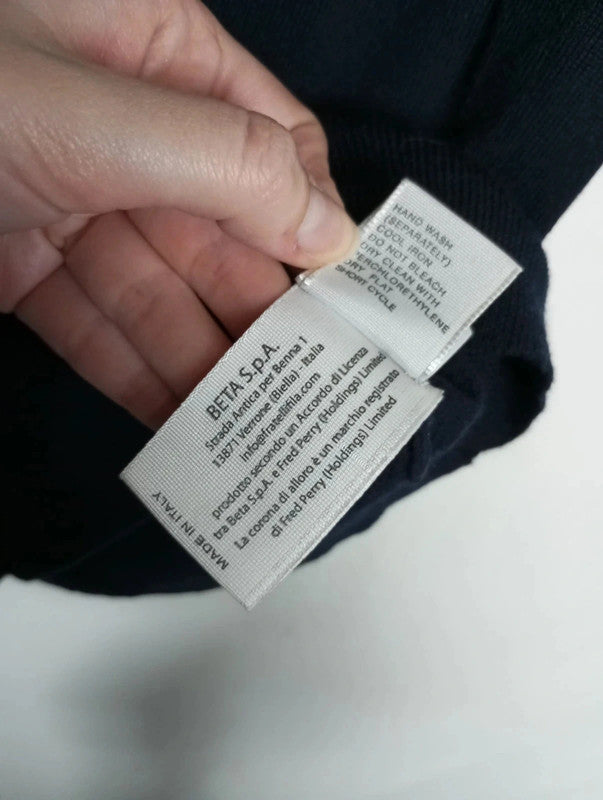 HAND WASH
(SEPARATELY)
COOL IRON
DO NOT BLEACH
DRY CLEAN WITH
PERCHLORETHYLENE
DRY FLAT
SHORT CYCLE
BETA S.p.A.
Strada Antica per Benna 1
13871 Verrone (Biella) - Italia
info@fratellifila.com
prodotto secondo un Accordo di Licenza
tra Beta S.p.A. e Fred Perry (Holdings) Limited
La corona di alloro è un marchio registrato
di Fred Perry (Holdings) Limited
MADE IN ITALY